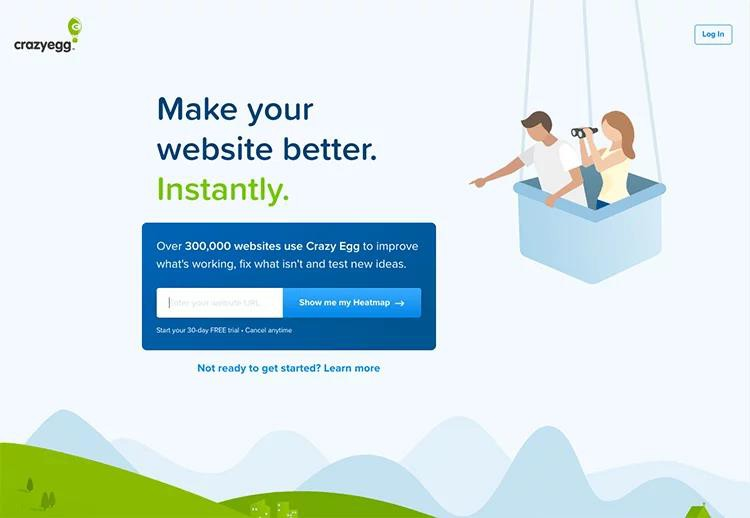 crazyegg
Log In
Make your
website better.
Instantly.
Over 300,000 websites use Crazy Egg to improve
what's working, fix what isn't and test new ideas.
Enter your website URL
Show me my Heatmap →
Start your 30-day FREE trial • Cancel anytime
Not ready to get started? Learn more